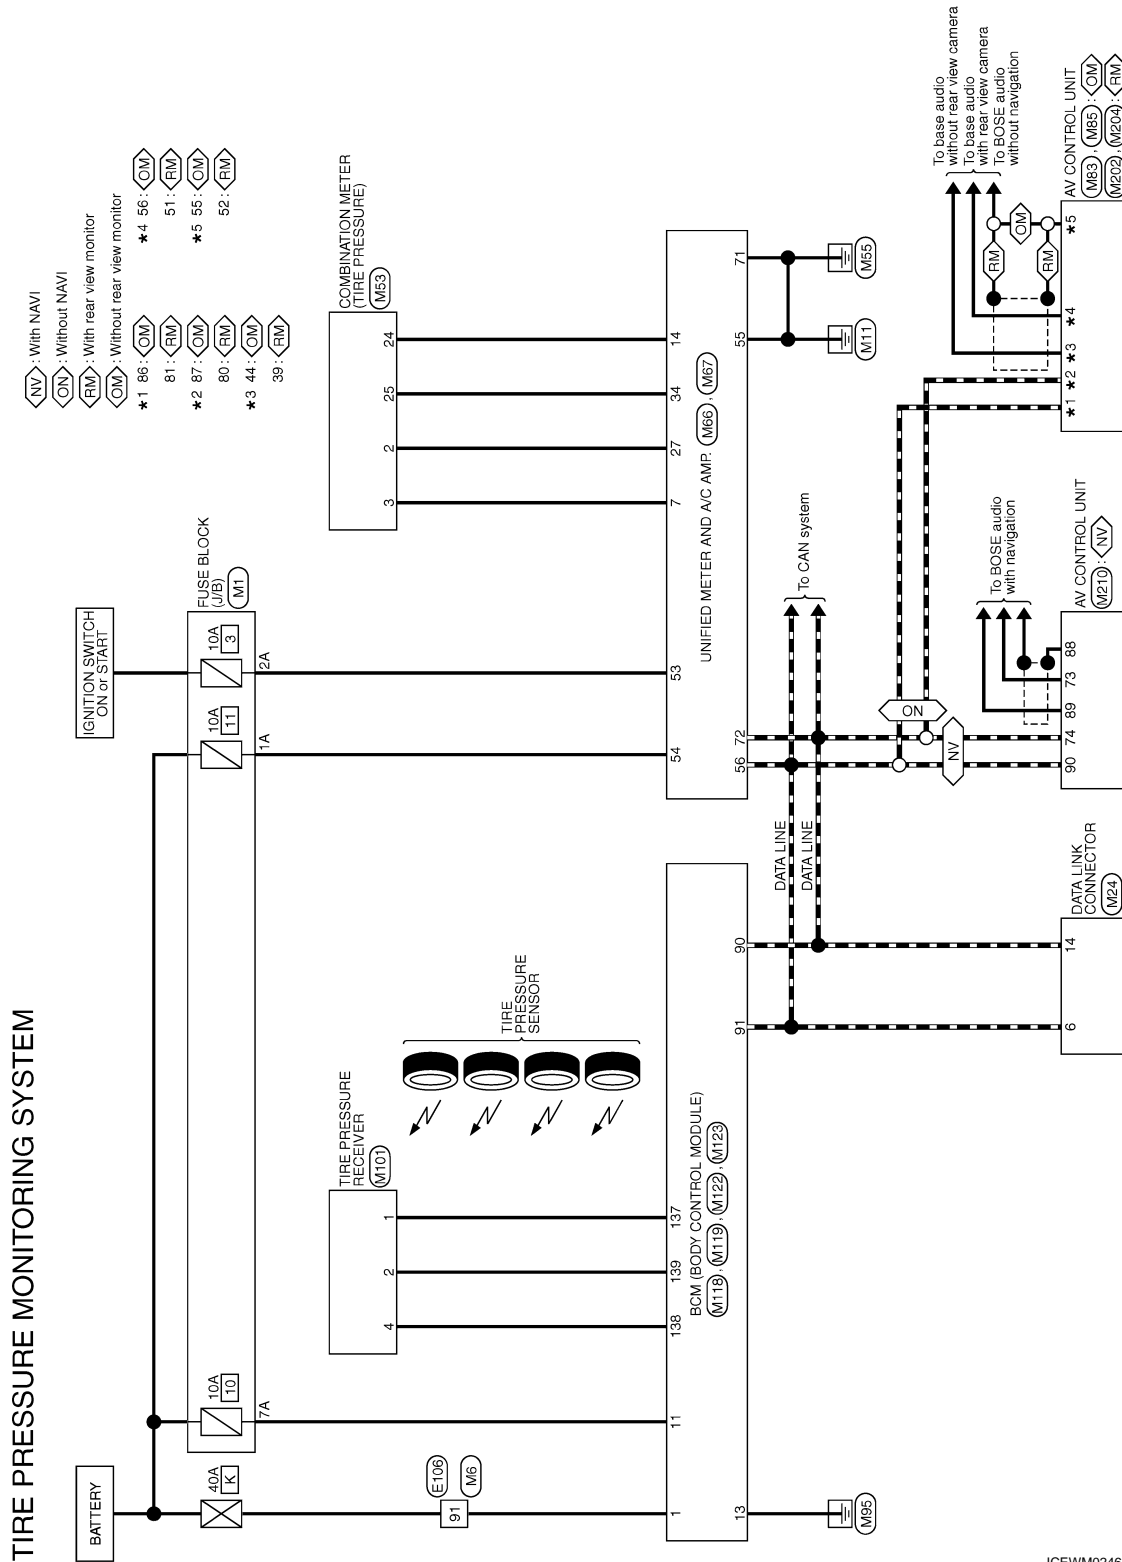 TIRE PRESSURE MONITORING SYSTEM
BATTERY
IGNITION SWITCH
ON or START
NV : With NAVI
ON : Without NAVI
RM : With rear view monitor
OM : Without rear view monitor
★1 86 : OM
81 : RM
★2 87 : OM
80 : RM
★3 44 : OM
39 : RM
★4 56 : OM
51 : RM
★5 55 : OM
52 : RM
40A
K
10A
10
7A
10A
11
1A
10A
3
2A
FUSE BLOCK
(J/B)
M1
91
E106
M6
TIRE PRESSURE
RECEIVER
M101
4
2
1
TIRE
PRESSURE
SENSOR
COMBINATION METER
(TIRE PRESSURE)
M53
3
2
25
24
1
11
138
139
137
BCM (BODY CONTROL MODULE)
M118 , M119 , M122 , M123
13
91
90
M95
54
53
7
27
34
14
UNIFIED METER AND A/C AMP. M66 , M67
56
72
55
71
M11
M55
DATA LINE
DATA LINE
To CAN system
ON
NV
DATA LINK
CONNECTOR
M24
6
14
To BOSE audio
with navigation
AV CONTROL UNIT
M210 : NV
90
74
89
73
88
To base audio
without rear view camera
To base audio
with rear view camera
To BOSE audio
without navigation
RM
OM
RM
AV CONTROL UNIT
M83 , M85 : OM
M202 , M204 : RM
★1
★2
★3
★4
★5